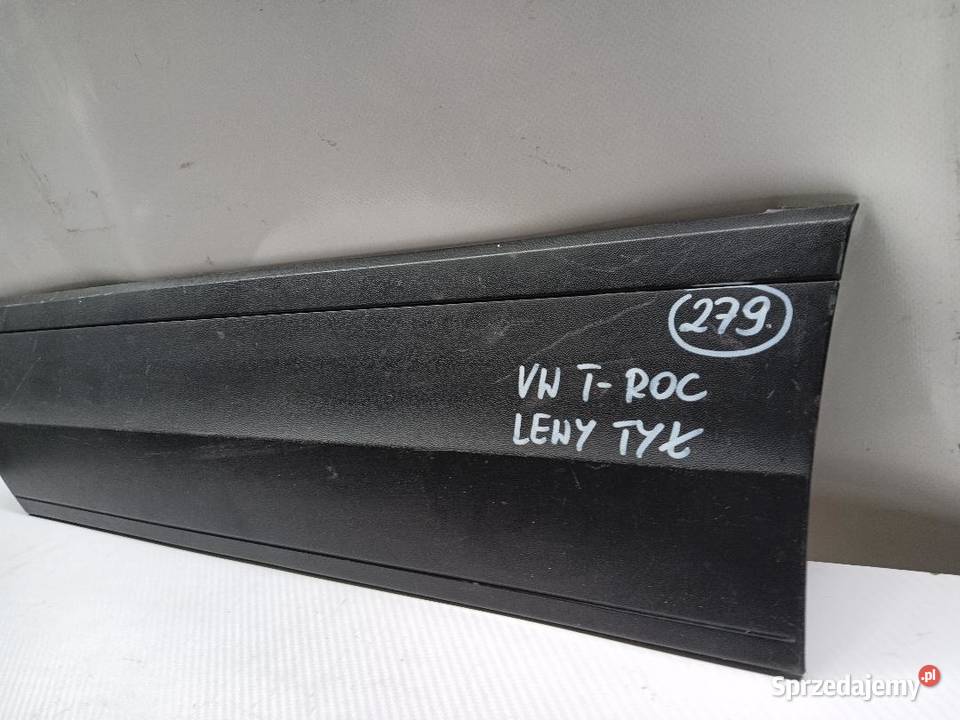 279.
VW T-ROC
LEWY TYŁ
Sprzedajemy.pl